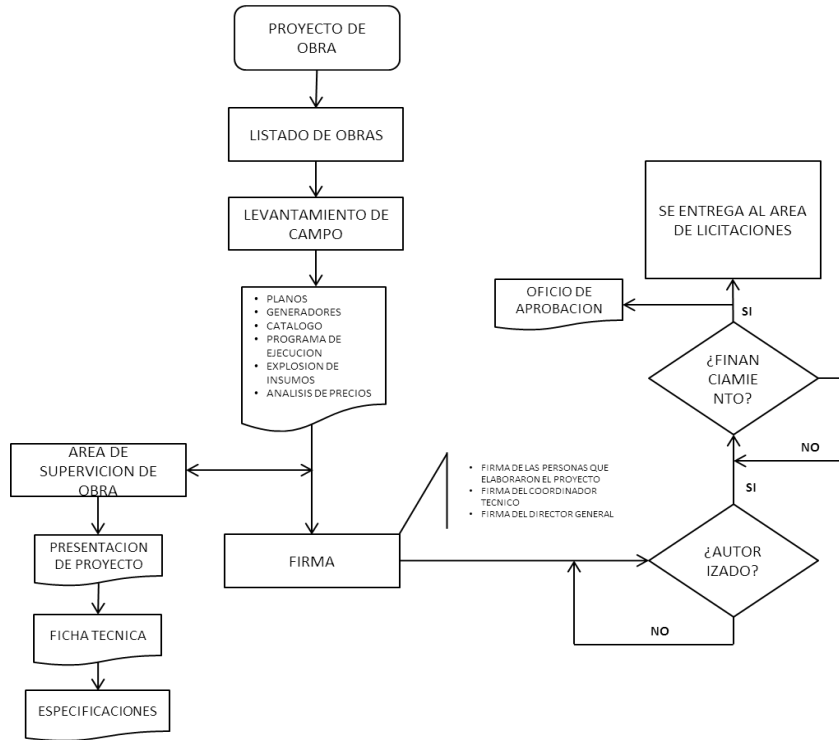 PROYECTO DE
OBRA
LISTADO DE OBRAS
LEVANTAMIENTO DE
CAMPO
• PLANOS
• GENERADORES
• CATALOGO
• PROGRAMA DE
EJECUCION
• EXPLOSION DE
INSUMOS
• ANALISIS DE PRECIOS
AREA DE
SUPERVICION DE
OBRA
PRESENTACION
DE PROYECTO
FICHA TECNICA
ESPECIFICACIONES
FIRMA
• FIRMA DE LAS PERSONAS QUE
ELABORARON EL PROYECTO
• FIRMA DEL COORDINADOR
TECNICO
• FIRMA DEL DIRECTOR GENERAL
¿AUTOR
IZADO?
NO
SI
¿FINAN
CIAMIE
NTO?
NO
SI
OFICIO DE
APROBACION
SE ENTREGA AL AREA
DE LICITACIONES